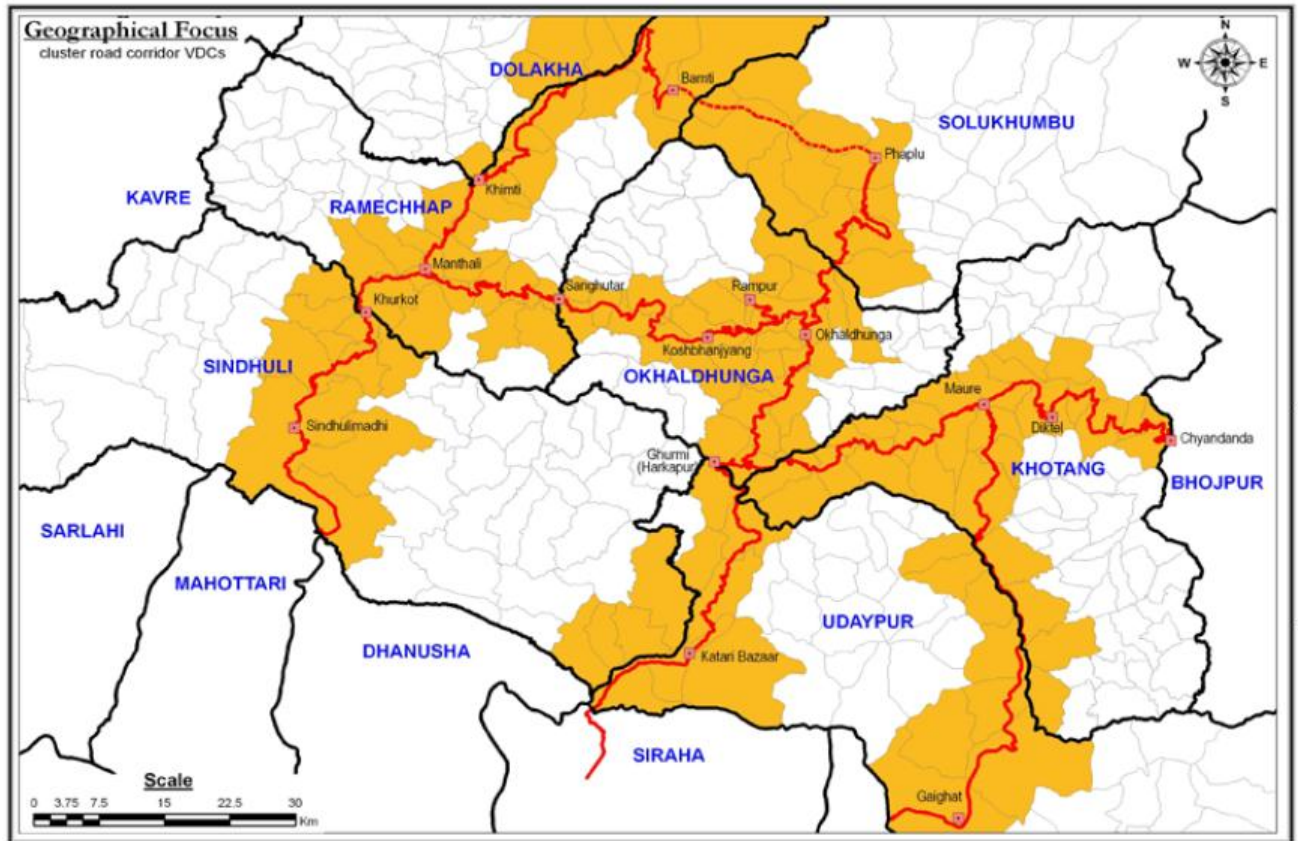 Geographical Focus
cluster road corridor VDCs
N
W
E
S
DOLAKHA
Bamti
SOLUKHUMBU
Phaplu
KAVRE
Khimti
RAMECHHAP
Manthali
Khurkot
Sanghutar
Rampur
Okhaldhunga
Koshbhanjyang
SINDHULI
OKHALDHUNGA
Maure
Diktel
Chyandanda
Sindhulimadhi
Ghurmi
(Harkapur)
KHOTANG
BHOJPUR
SARLAHI
MAHOTTARI
UDAYPUR
DHANUSHA
Katari Bazaar
SIRAHA
Gaighat
Scale
0 3.75 7.5 15 22.5 30
Km